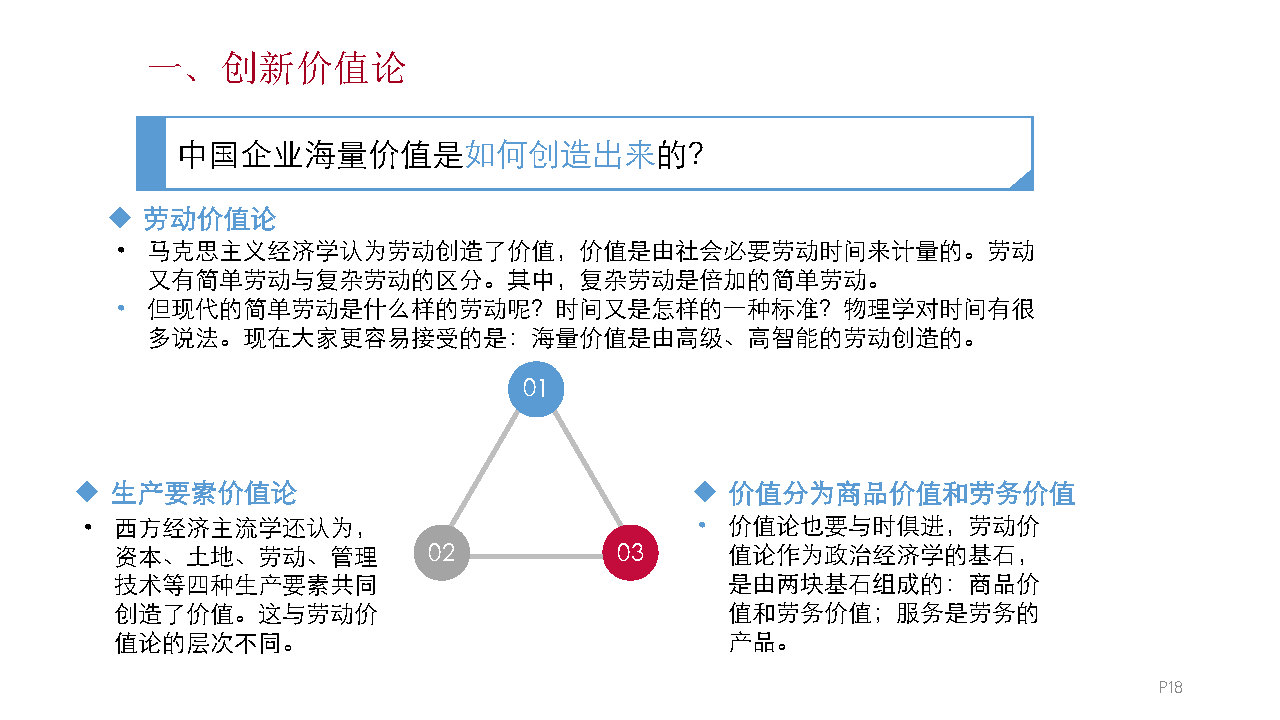 一、创新价值论
中国企业海量价值是如何创造出来的？
劳动价值论
• 马克思主义经济学认为劳动创造了价值，价值是由社会必要劳动时间来计量的。劳动
又有简单劳动与复杂劳动的区分。其中，复杂劳动是倍加的简单劳动。
• 但现代的简单劳动是什么样的劳动呢？时间又是怎样的一种标准？物理学对时间有很
多说法。现在大家更容易接受的是：海量价值是由高级、高智能的劳动创造的。
01
生产要素价值论
• 西方经济主流学还认为，
资本、土地、劳动、管理
技术等四种生产要素共同
创造了价值。这与劳动价
值论的层次不同。
02
03
价值分为商品价值和劳务价值
• 价值论也要与时俱进，劳动价
值论作为政治经济学的基石，
是由两块基石组成的：商品价
值和劳务价值；服务是劳务的
产品。
P18